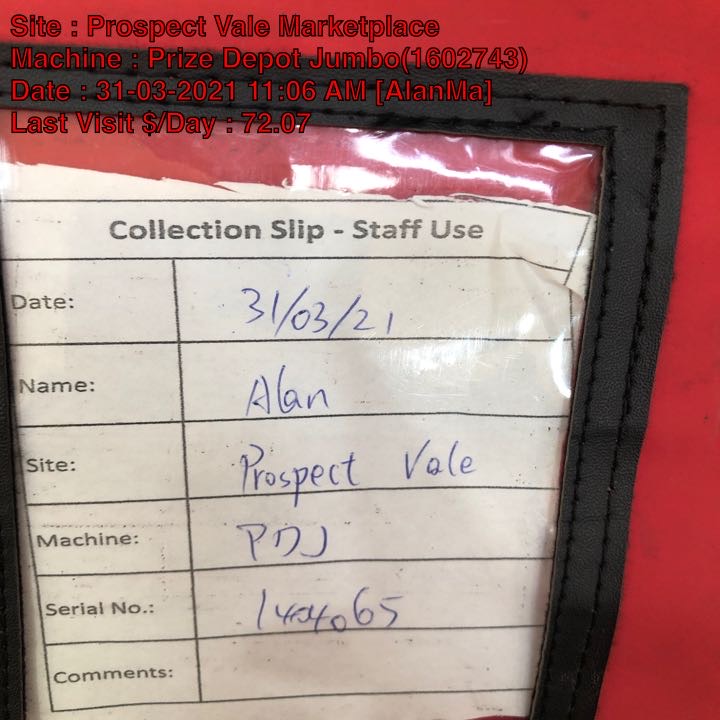 Site : Prospect Vale Marketplace
Machine : Prize Depot Jumbo(1602743)
Date : 31-03-2021 11:06 AM [AlanMa]
Last Visit $/Day : 72.07
Collection Slip - Staff Use
Date: 31/03/21
Name: Alan
Site: Prospect Vale
Machine: PDJ
Serial No.: 1404065
Comments: